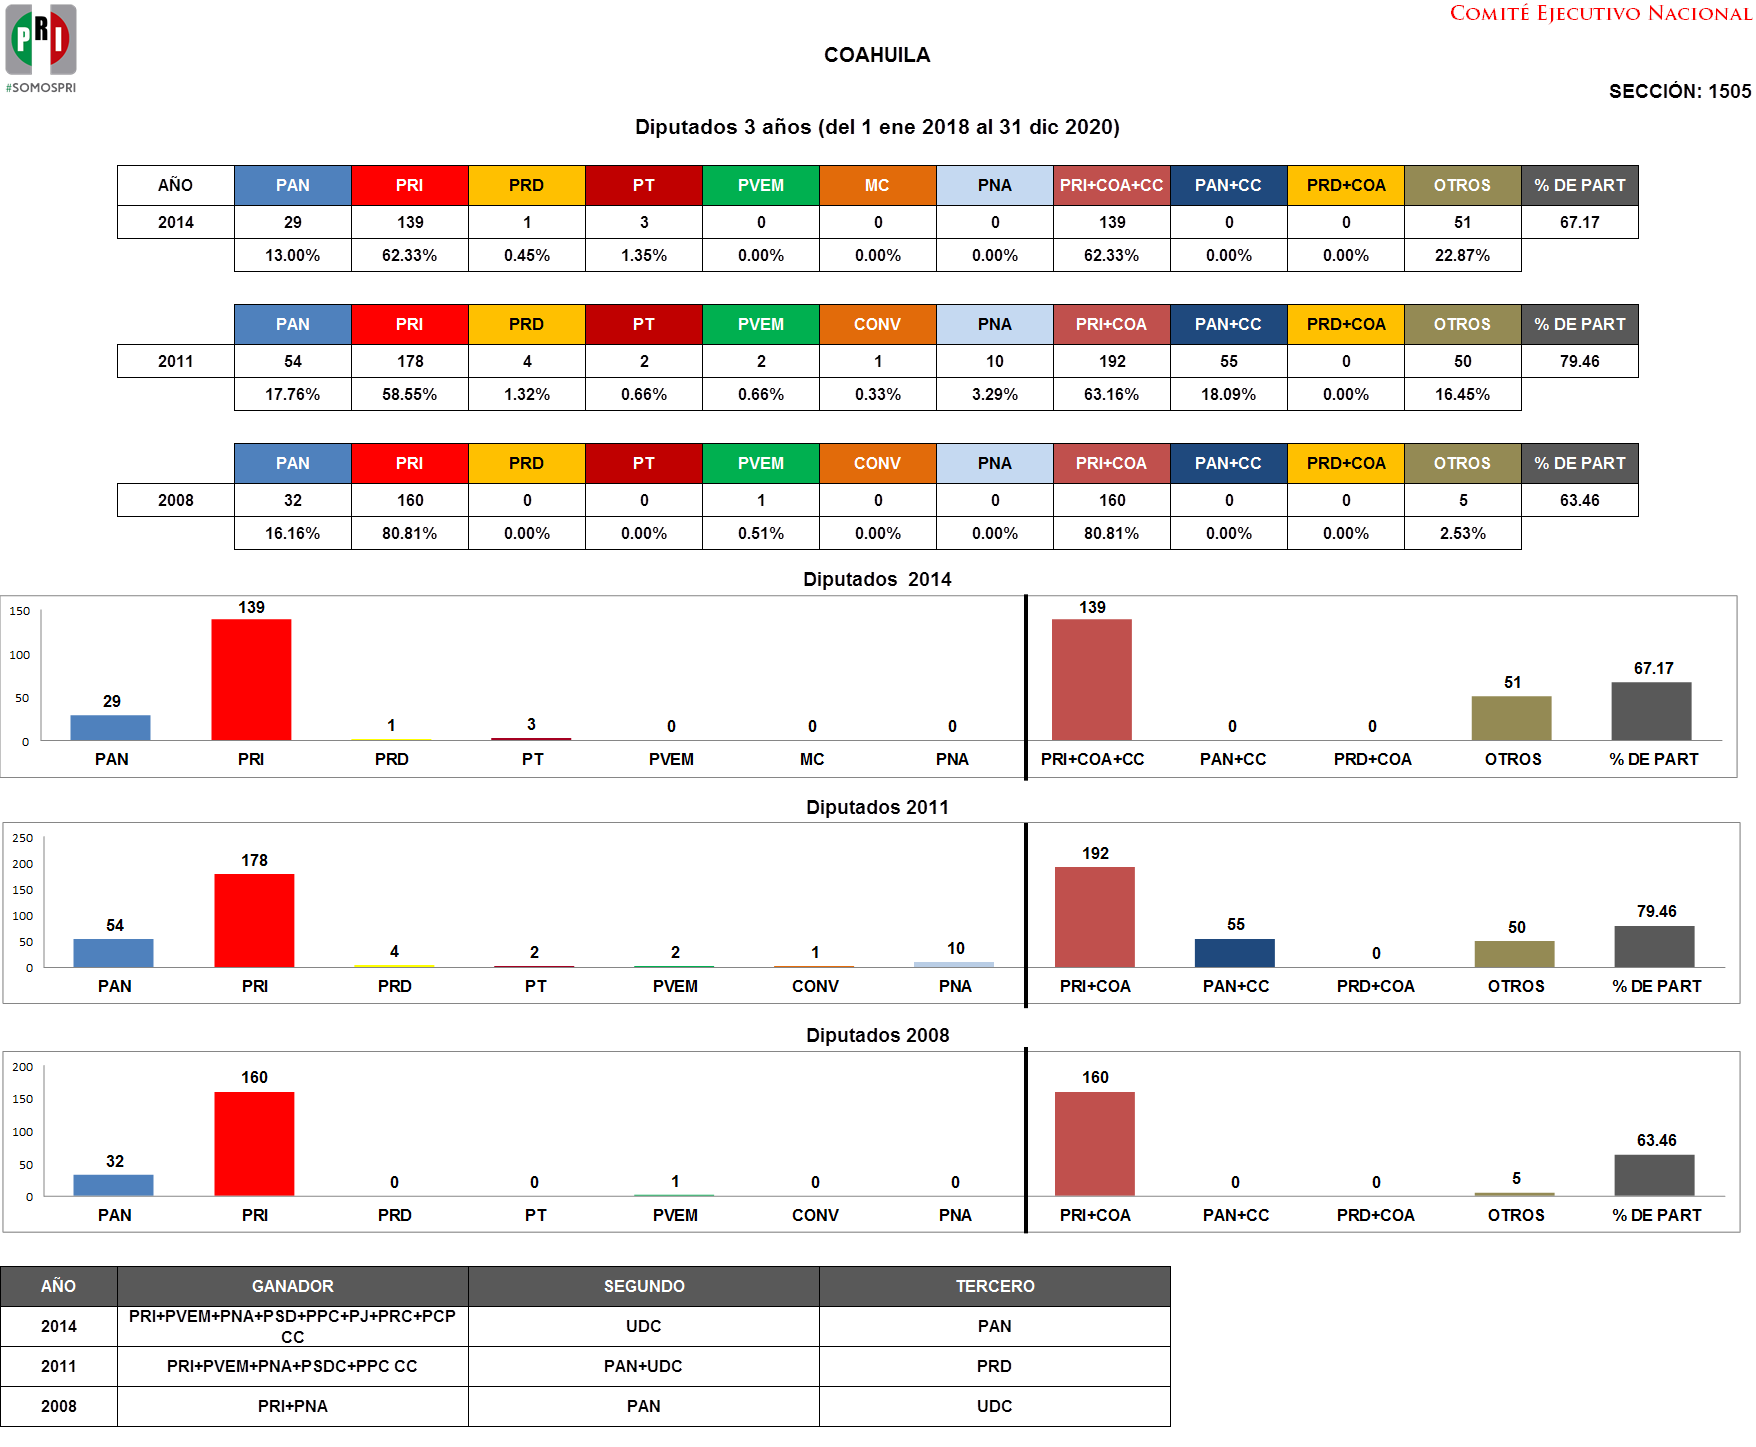 PRI
#SOMOSPRI
COMITÉ EJECUTIVO NACIONAL
COAHUILA
SECCIÓN: 1505
Diputados 3 años (del 1 ene 2018 al 31 dic 2020)
AÑO PAN PRI PRD PT PVEM MC PNA PRI+COA+CC PAN+CC PRD+COA OTROS % DE PART
2014 29 139 1 3 0 0 0 139 0 0 51 67.17
13.00% 62.33% 0.45% 1.35% 0.00% 0.00% 0.00% 62.33% 0.00% 0.00% 22.87%
PAN PRI PRD PT PVEM CONV PNA PRI+COA PAN+CC PRD+COA OTROS % DE PART
2011 54 178 4 2 2 1 10 192 55 0 50 79.46
17.76% 58.55% 1.32% 0.66% 0.66% 0.33% 3.29% 63.16% 18.09% 0.00% 16.45%
PAN PRI PRD PT PVEM CONV PNA PRI+COA PAN+CC PRD+COA OTROS % DE PART
2008 32 160 0 0 1 0 0 160 0 0 5 63.46
16.16% 80.81% 0.00% 0.00% 0.51% 0.00% 0.00% 80.81% 0.00% 0.00% 2.53%
Diputados 2014
150
100
50
0
29 139 1 3 0 0 0 139 0 0 51 67.17
PAN PRI PRD PT PVEM MC PNA PRI+COA+CC PAN+CC PRD+COA OTROS % DE PART
Diputados 2011
250
200
150
100
50
0
54 178 4 2 2 1 10 192 55 0 50 79.46
PAN PRI PRD PT PVEM CONV PNA PRI+COA PAN+CC PRD+COA OTROS % DE PART
Diputados 2008
200
150
100
50
0
32 160 0 0 1 0 0 160 0 0 5 63.46
PAN PRI PRD PT PVEM CONV PNA PRI+COA PAN+CC PRD+COA OTROS % DE PART
AÑO GANADOR SEGUNDO TERCERO
2014 PRI+PVEM+PNA+PSD+PPC+PJ+PRC+PCP CC UDC PAN
2011 PRI+PVEM+PNA+PSDC+PPC CC PAN+UDC PRD
2008 PRI+PNA PAN UDC